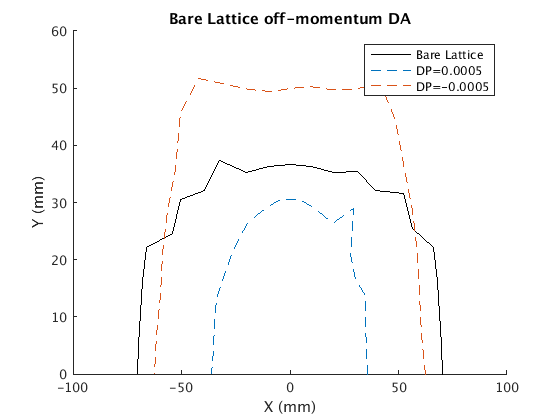 Bare Lattice off-momentum DA
60
50
40
30
20
10
0
Y (mm)
-100
-50
0
50
100
X (mm)
Bare Lattice
DP=0.0005
DP=-0.0005